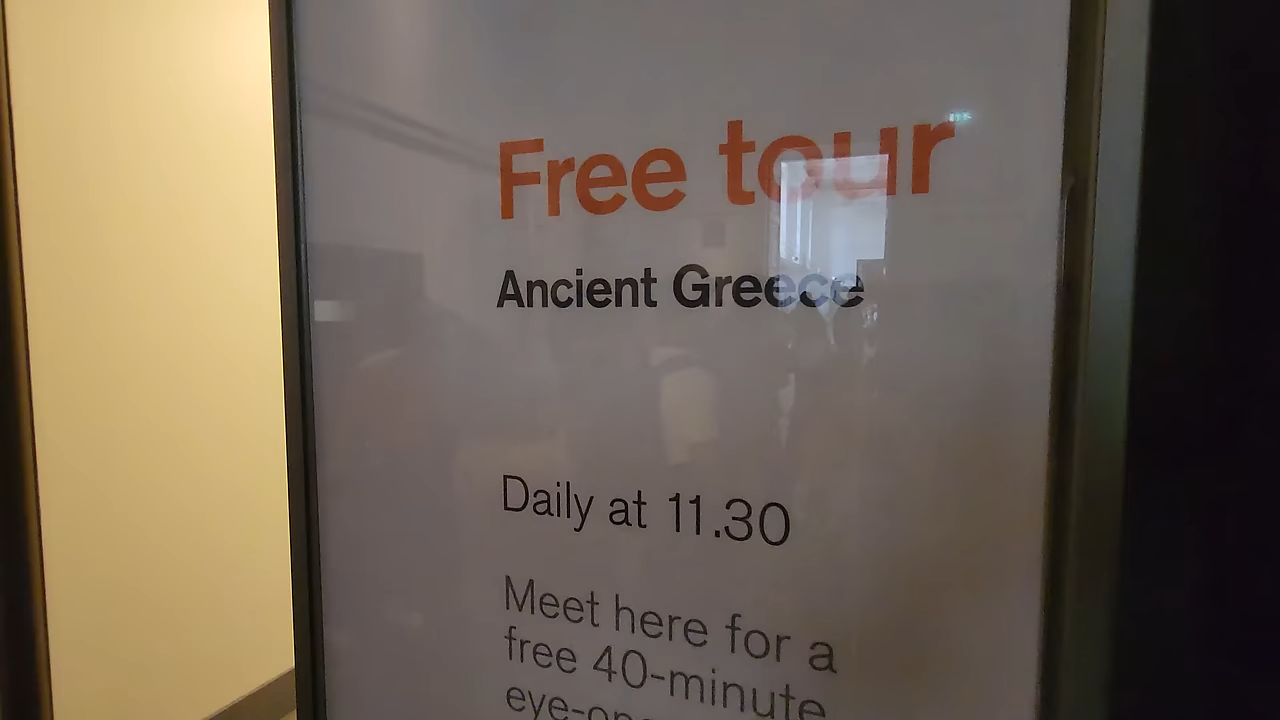 Free tour
Ancient Greece
Daily at 11.30
Meet here for a
free 40-minute